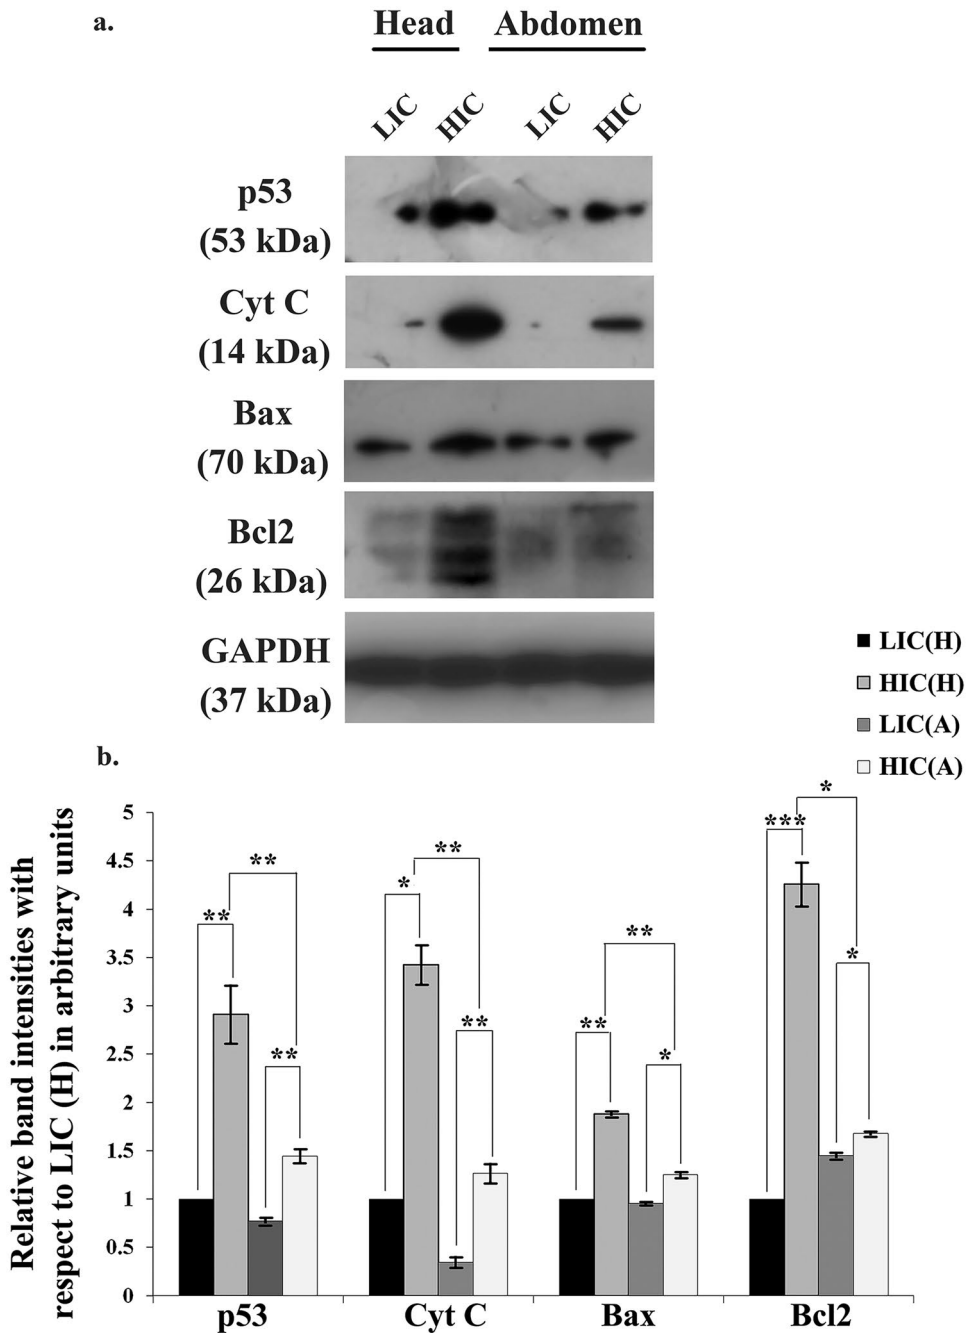 a.
Head Abdomen
LIC HIC LIC HIC
p53
(53 kDa)
Cyt C
(14 kDa)
Bax
(70 kDa)
Bcl2
(26 kDa)
GAPDH
(37 kDa)
LIC(H)
HIC(H)
LIC(A)
HIC(A)
b.
Relative band intensities with
respect to LIC (H) in arbitrary units
5
4.5
4
3.5
3
2.5
2
1.5
1
0.5
0
** ** **
* ** **
** ** *
*** * *
p53 Cyt C Bax Bcl2